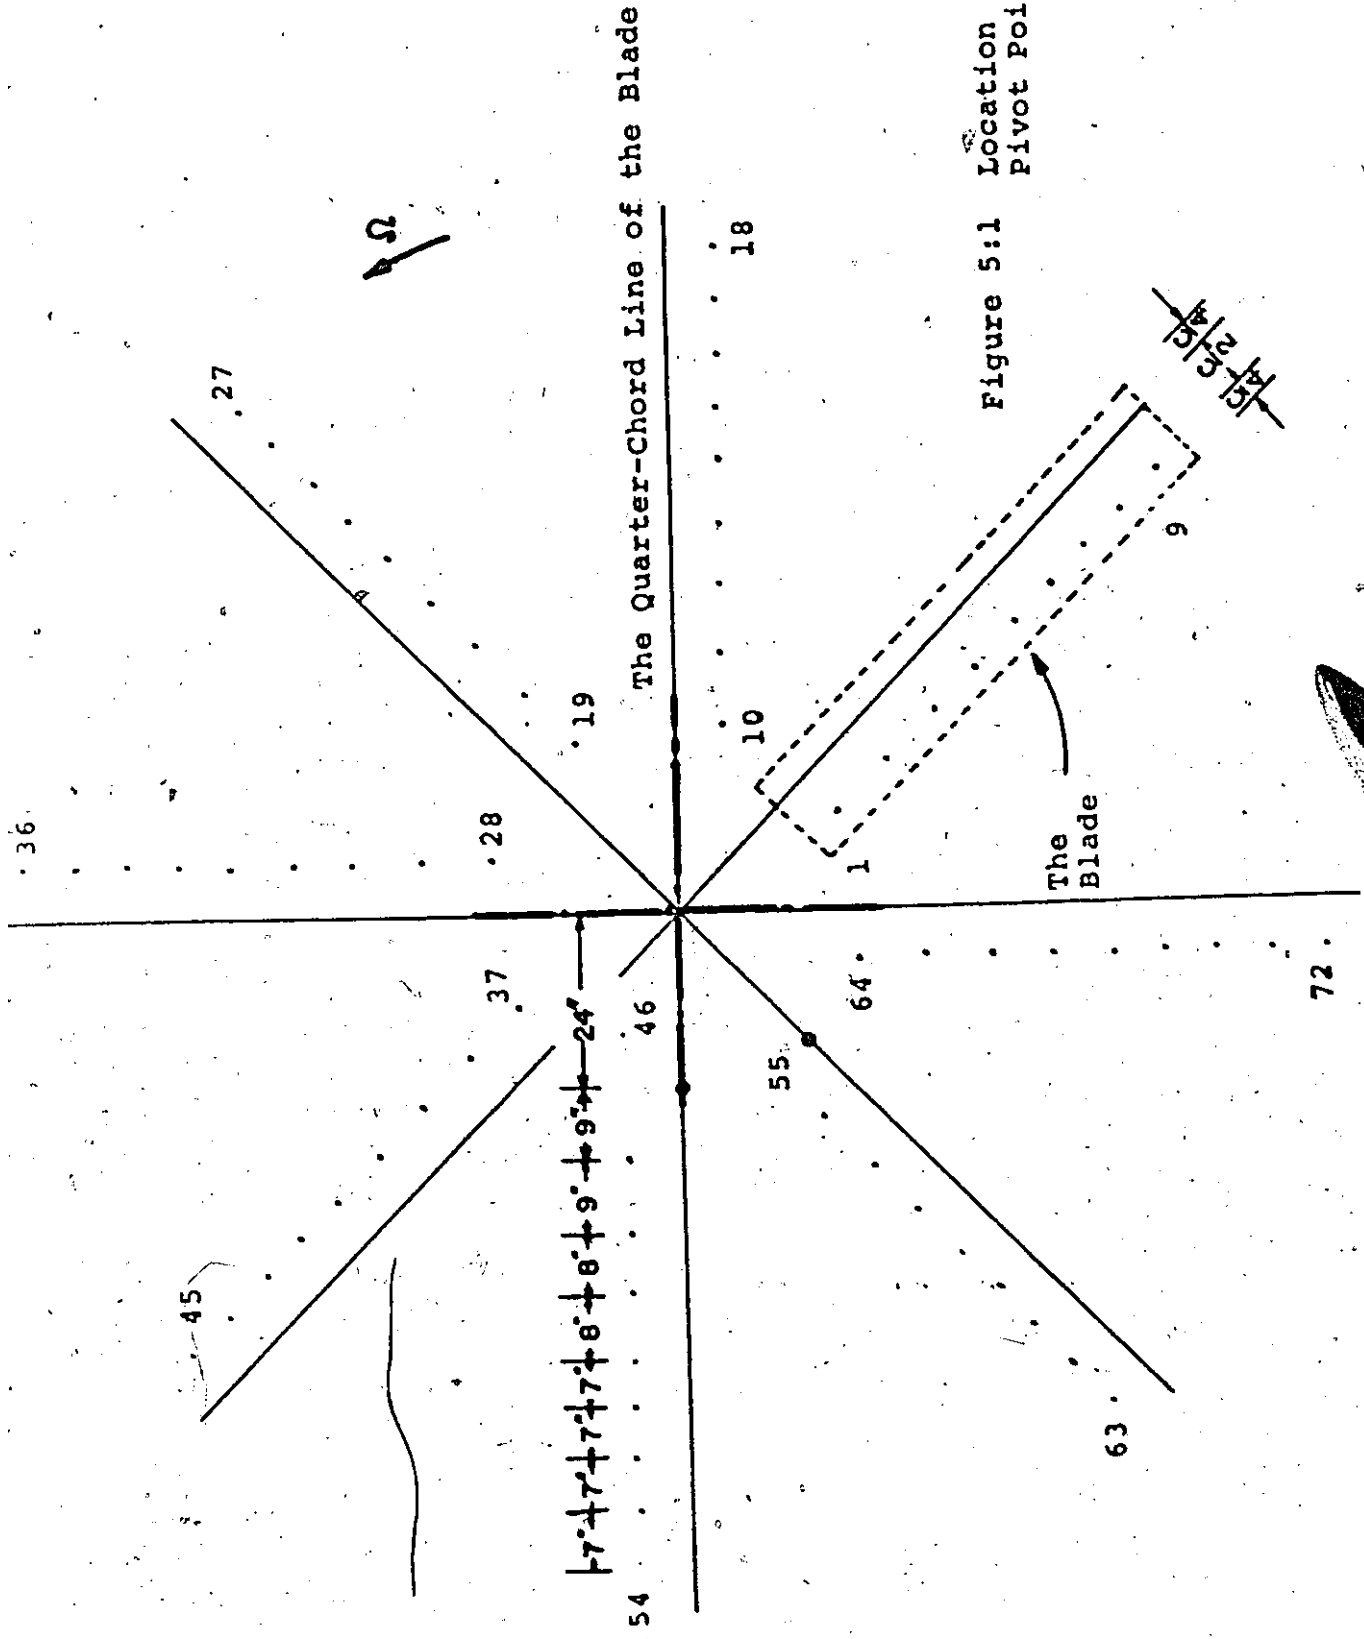 36
27
Ω
28
19
The Quarter-Chord Line of the Blade
18
10
37
46
45
24"
7" 7" 7" 7" 8" 8" 9" 9"
54
55
64
1
The
Blade
9
C/4
C/2
C/4
63
72
Figure 5:1 Location
Pivot Poi